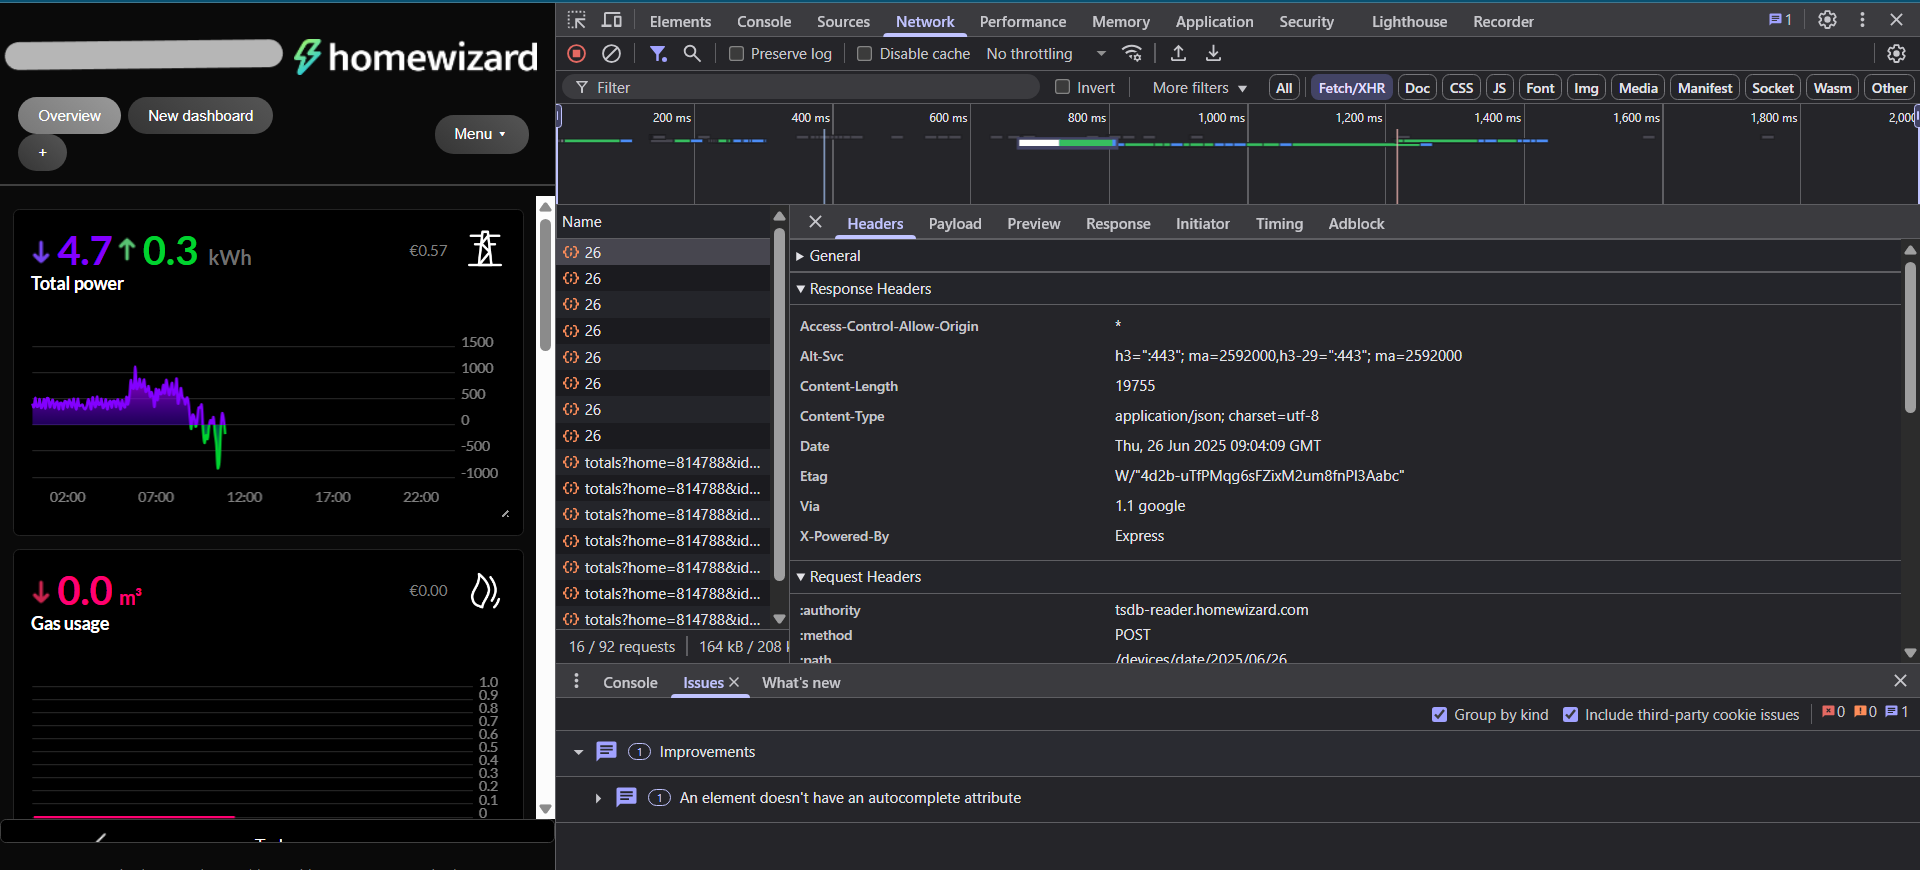 homewizard
Overview
New dashboard
+
Menu
4.7 0.3 kWh
€0.57
Total power
1500
1000
500
0
-500
-1000
02:00 07:00 12:00 17:00 22:00
0.0 m³
€0.00
Gas usage
1.0
0.9
0.8
0.7
0.6
0.5
0.4
0.3
0.2
0.1
0
Elements Console Sources Network Performance Memory Application Security Lighthouse Recorder 1
Preserve log Disable cache No throttling
Filter Invert More filters All Fetch/XHR Doc CSS JS Font Img Media Manifest Socket Wasm Other
200 ms 400 ms 600 ms 800 ms 1,000 ms 1,200 ms 1,400 ms 1,600 ms 1,800 ms 2,00
Name
26
26
26
26
26
26
26
26
totals?home=814788&id...
totals?home=814788&id...
totals?home=814788&id...
totals?home=814788&id...
totals?home=814788&id...
totals?home=814788&id...
totals?home=814788&id...
16 / 92 requests 164 kB / 208
Headers Payload Preview Response Initiator Timing Adblock
General
Response Headers
Access-Control-Allow-Origin *
Alt-Svc h3=":443"; ma=2592000,h3-29=":443"; ma=2592000
Content-Length 19755
Content-Type application/json; charset=utf-8
Date Thu, 26 Jun 2025 09:04:09 GMT
Etag W/"4d2b-uTfPMqg6sFZixM2um8fnPI3Aabc"
Via 1.1 google
X-Powered-By Express
Request Headers
:authority tsdb-reader.homewizard.com
:method POST
:path /devices/date/2025/06/26
Console Issues What's new
Group by kind Include third-party cookie issues 0 0 1
1 Improvements
1 An element doesn't have an autocomplete attribute